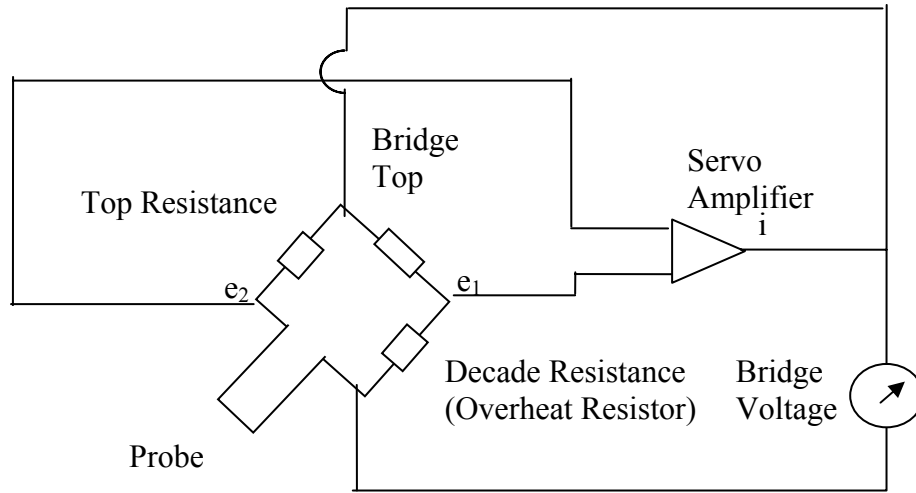 Bridge
Top
Servo
Amplifier
i
Top Resistance
e2
e1
Decade Resistance
(Overheat Resistor)
Bridge
Voltage
Probe